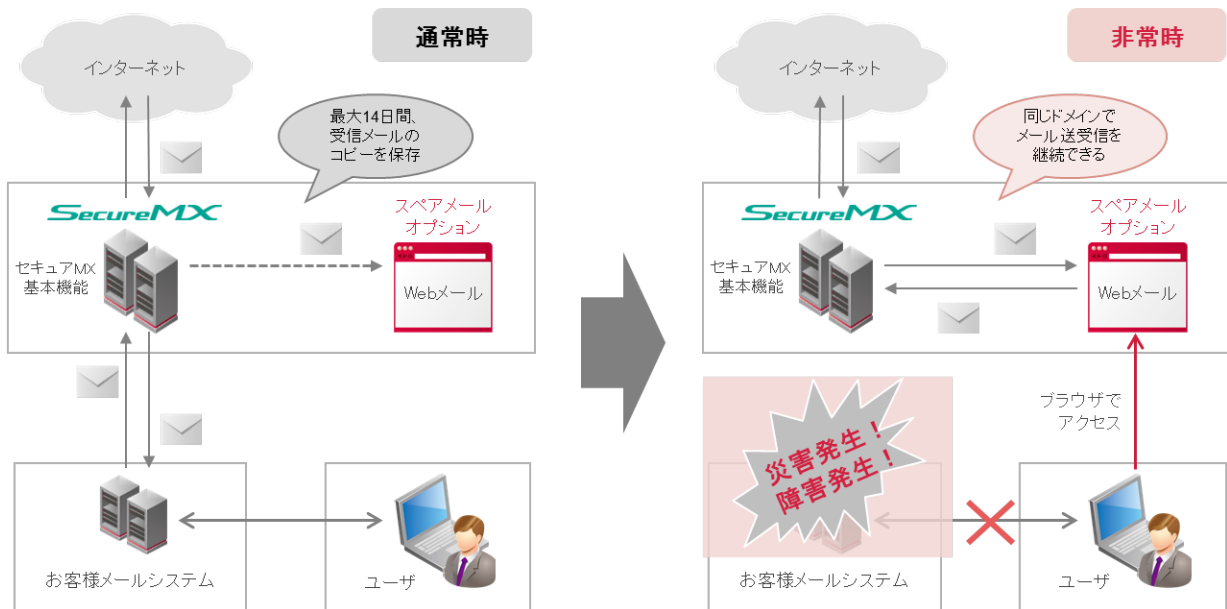 通常時
インターネット
最大14日間、
受信メールの
コピーを保存
SecureMX
スペアメール
オプション
セキュアMX
基本機能
Webメール
お客様メールシステム
ユーザ
非常時
インターネット
同じドメインで
メール送受信を
継続できる
SecureMX
スペアメール
オプション
セキュアMX
基本機能
Webメール
ブラウザで
アクセス
災害発生！
障害発生！
お客様メールシステム
ユーザ